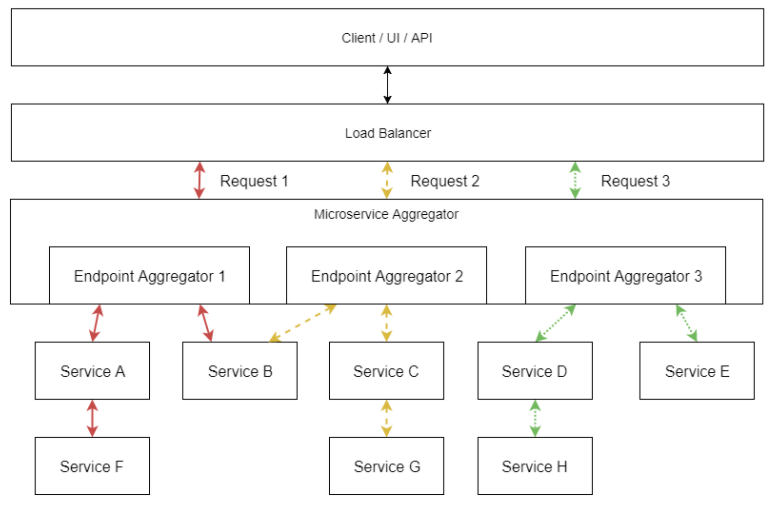 Client / UI / API
Load Balancer
Request 1
Request 2
Request 3
Microservice Aggregator
Endpoint Aggregator 1
Endpoint Aggregator 2
Endpoint Aggregator 3
Service A
Service B
Service C
Service D
Service E
Service F
Service G
Service H